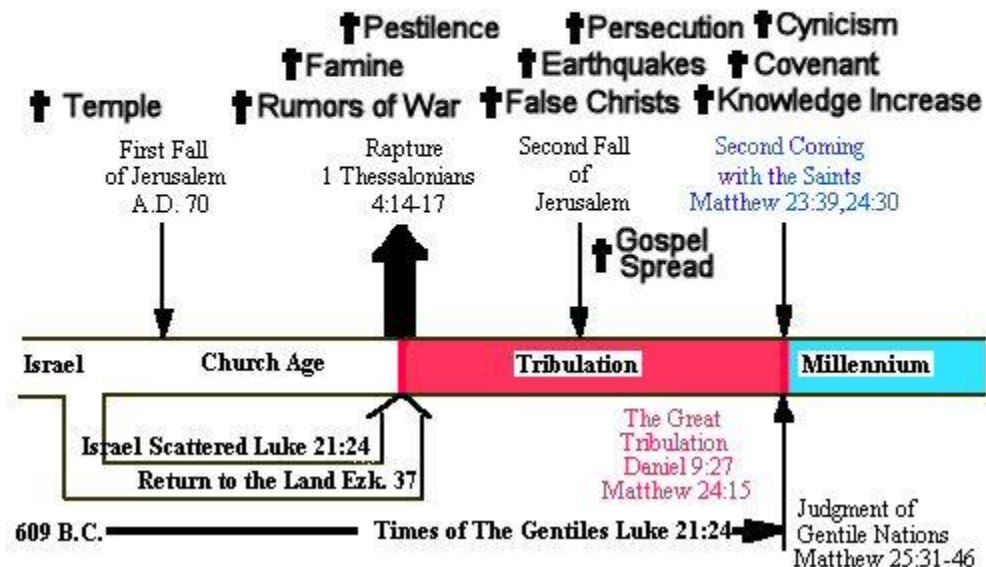 Pestilence
Persecution
Cynicism
Famine
Earthquakes
Covenant
Temple
Rumors of War
False Christs
Knowledge Increase
First Fall
of Jerusalem
A.D. 70
Rapture
1 Thessalonians
4:14-17
Second Fall
of
Jerusalem
Second Coming
with the Saints
Matthew 23:39,24:30
Gospel
Spread
Israel
Church Age
Tribulation
Millennium
Israel Scattered Luke 21:24
Return to the Land Ezk. 37
The Great
Tribulation
Daniel 9:27
Matthew 24:15
609 B.C.
Times of The Gentiles Luke 21:24
Judgment of
Gentile Nations
Matthew 25:31-46